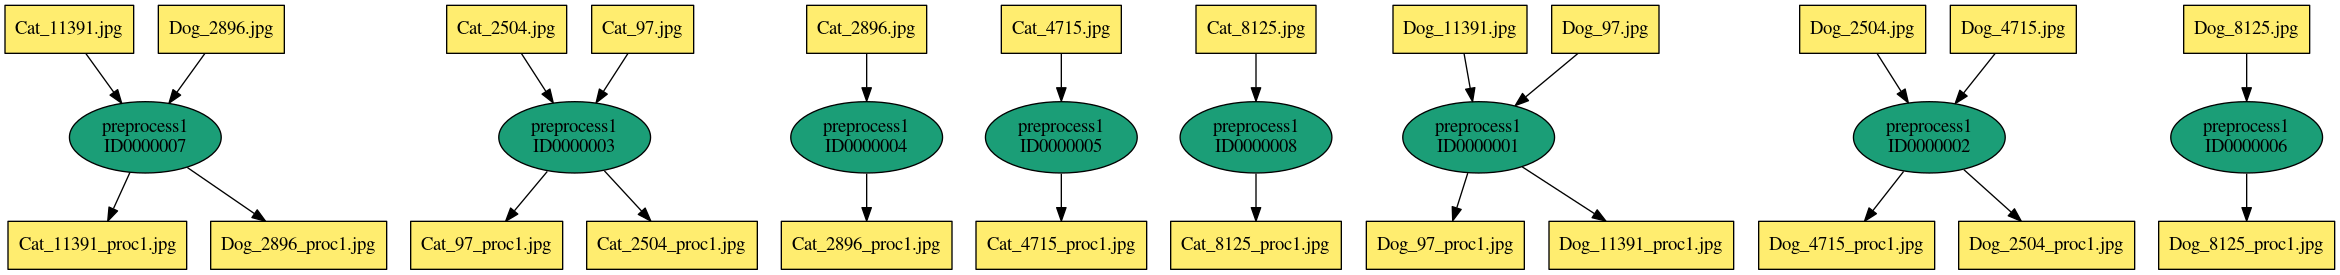 Cat_11391.jpg
Dog_2896.jpg
Cat_2504.jpg
Cat_97.jpg
Cat_2896.jpg
Cat_4715.jpg
Cat_8125.jpg
Dog_11391.jpg
Dog_97.jpg
Dog_2504.jpg
Dog_4715.jpg
Dog_8125.jpg
preprocess1
ID0000007
preprocess1
ID0000003
preprocess1
ID0000004
preprocess1
ID0000005
preprocess1
ID0000008
preprocess1
ID0000001
preprocess1
ID0000002
preprocess1
ID0000006
Cat_11391_proc1.jpg
Dog_2896_proc1.jpg
Cat_97_proc1.jpg
Cat_2504_proc1.jpg
Cat_2896_proc1.jpg
Cat_4715_proc1.jpg
Cat_8125_proc1.jpg
Dog_97_proc1.jpg
Dog_11391_proc1.jpg
Dog_4715_proc1.jpg
Dog_2504_proc1.jpg
Dog_8125_proc1.jpg